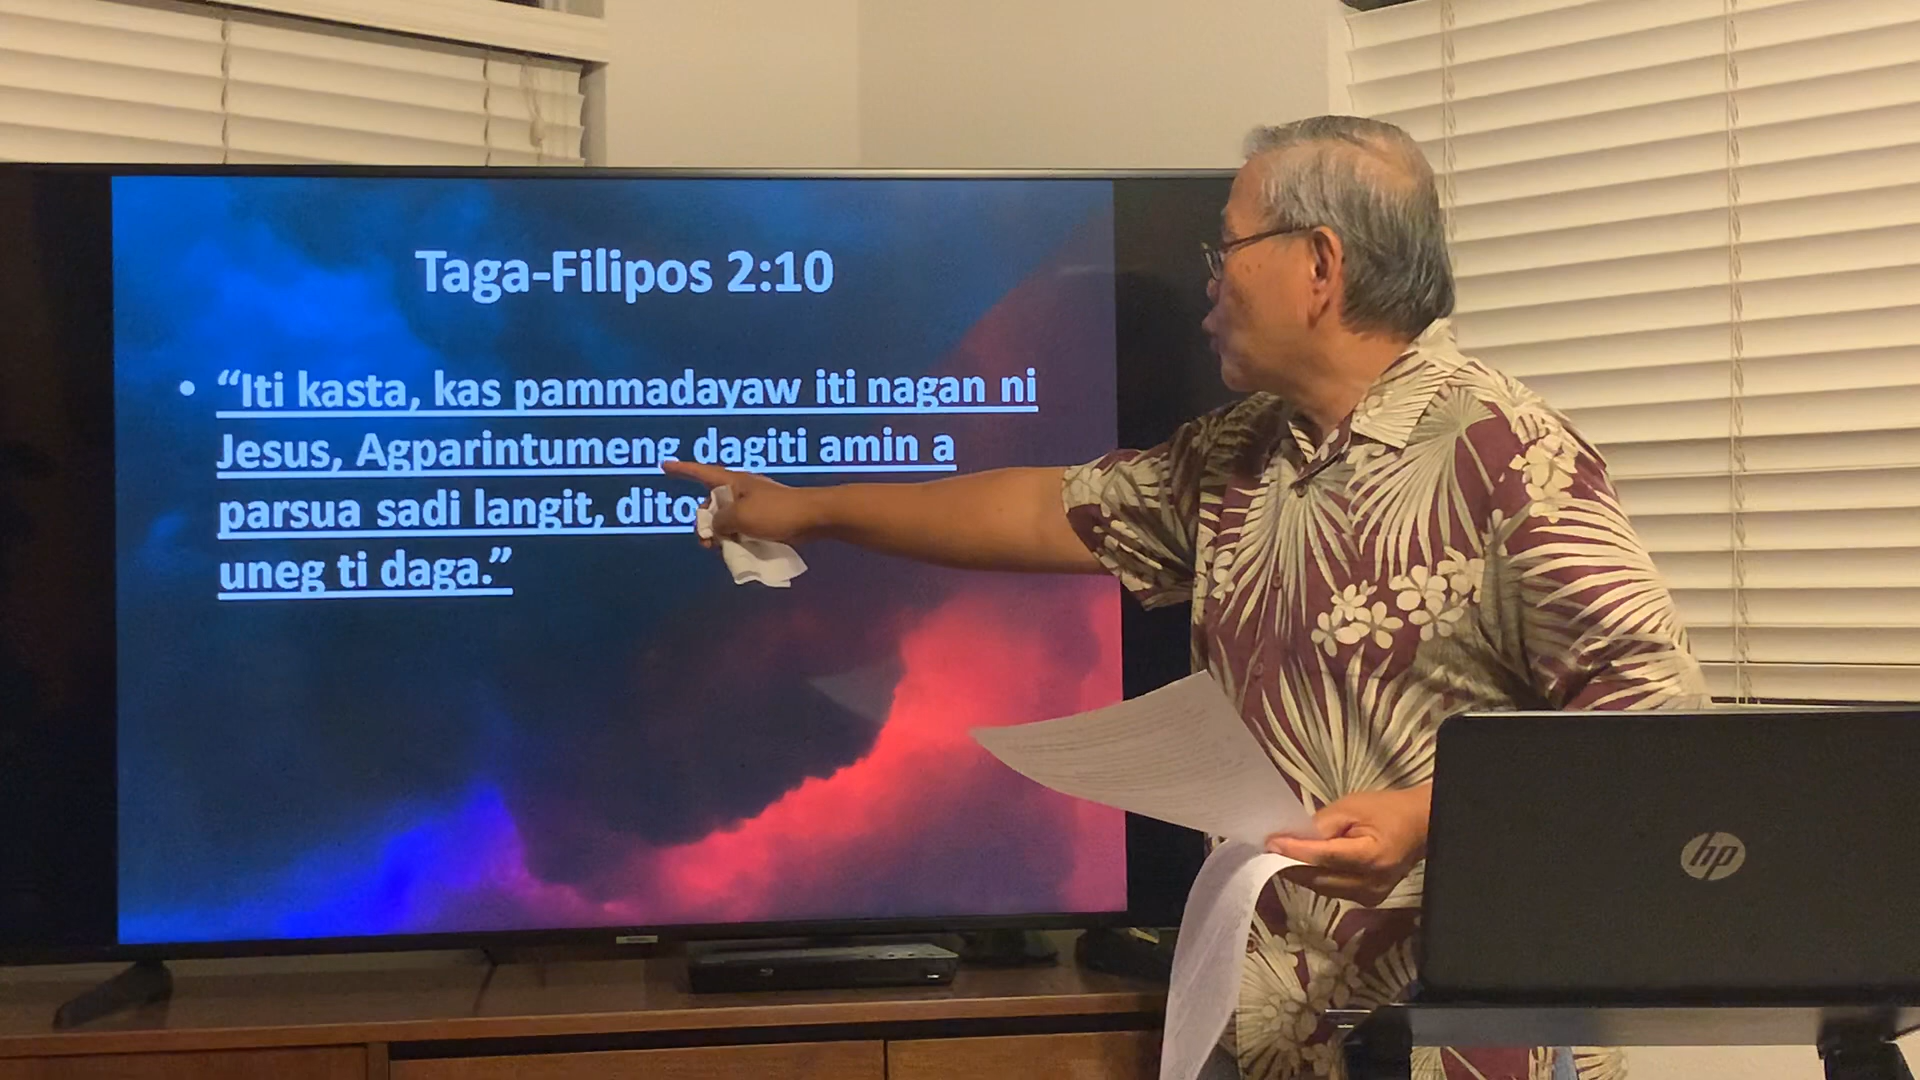 Taga-Filipos 2:10
• “Iti kasta, kas pammadayaw iti nagan ni
Jesus, Agparintumeng dagiti amin a
parsua sadi langit,
uneg ti daga.”
hp